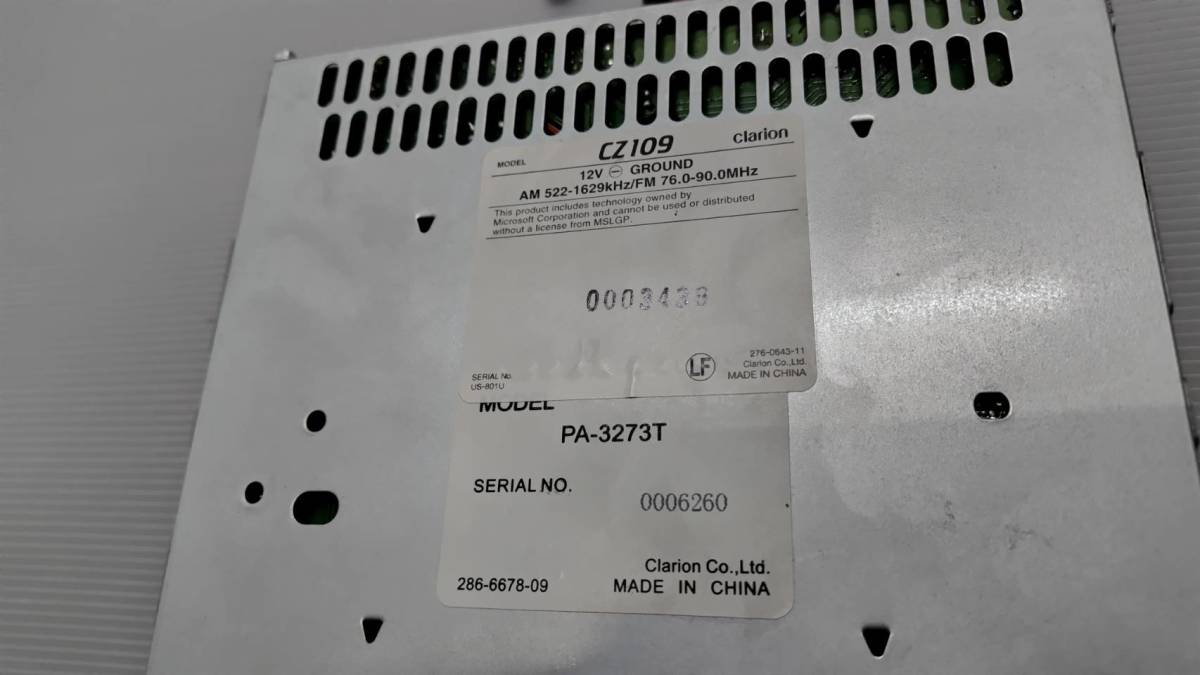 MODEL CZ109 clarion
12V ⊖ GROUND
AM 522-1629kHz/FM 76.0-90.0MHz
This product includes technology owned by
Microsoft Corporation and cannot be used or distributed
without a license from MSLGP.
0003438
SERIAL No.
US-801U
LF
276-0643-11
Clarion Co.,Ltd.
MADE IN CHINA
MODEL
PA-3273T
SERIAL NO. 0006260
Clarion Co.,Ltd.
286-6678-09 MADE IN CHINA